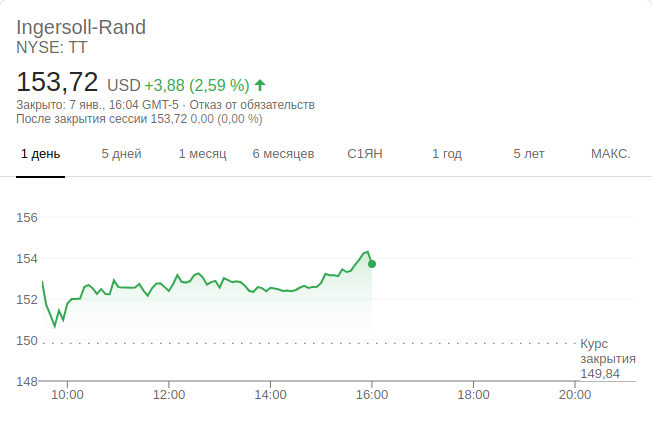 Ingersoll-Rand
NYSE: TT
153,72 USD +3,88 (2,59 %)
Закрыто: 7 янв., 16:04 GMT-5 · Отказ от обязательств
После закрытия сессии 153,72 0,00 (0,00 %)
1 день 5 дней 1 месяц 6 месяцев С1ЯН 1 год 5 лет МАКС.
156
154
152
150
Курс
закрытия
149,84
148
10:00 12:00 14:00 16:00 18:00 20:00